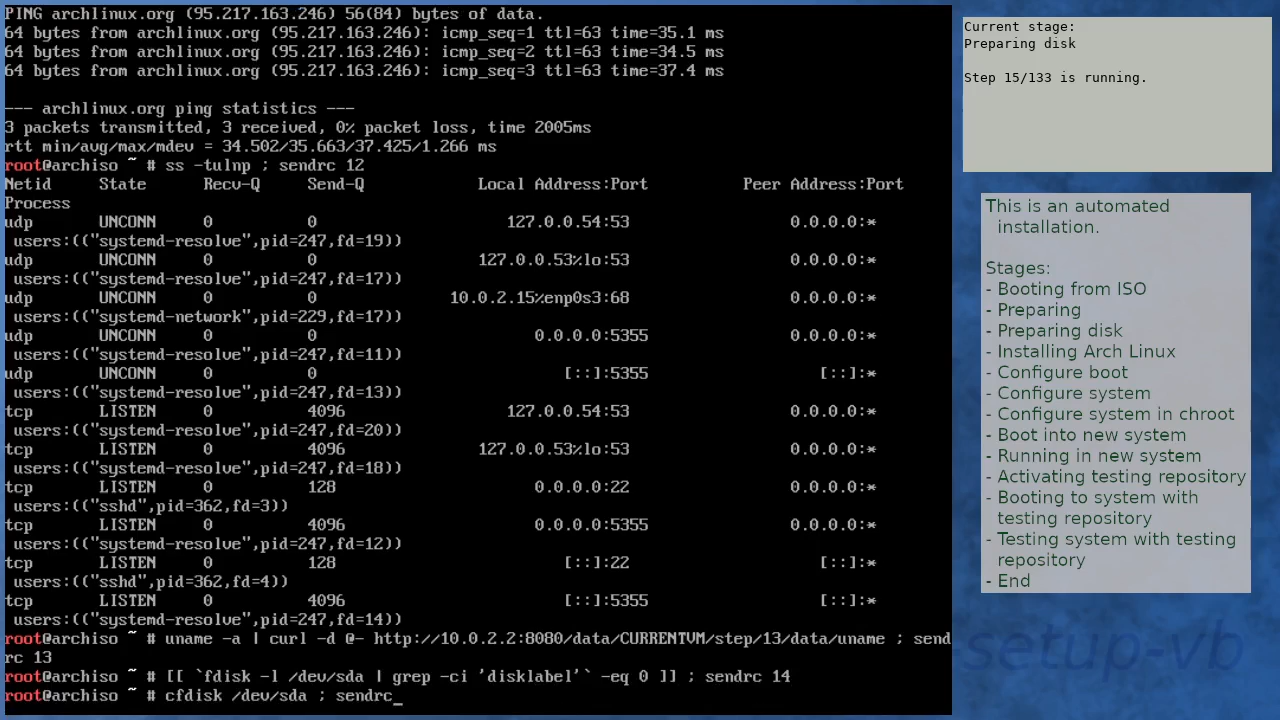 PING archlinux.org (95.217.163.246) 56(84) bytes of data.
64 bytes from archlinux.org (95.217.163.246): icmp_seq=1 ttl=63 time=35.1 ms
64 bytes from archlinux.org (95.217.163.246): icmp_seq=2 ttl=63 time=34.5 ms
64 bytes from archlinux.org (95.217.163.246): icmp_seq=3 ttl=63 time=37.4 ms
--- archlinux.org ping statistics ---
3 packets transmitted, 3 received, 0% packet loss, time 2005ms
rtt min/avg/max/mdev = 34.502/35.663/37.425/1.266 ms
root@archiso ~ # ss -tulnp ; sendrc 12
Netid State Recv-Q Send-Q Local Address:Port Peer Address:Port
Process
udp UNCONN 0 0 127.0.0.54:53 0.0.0.0:*
users:(("systemd-resolve",pid=247,fd=19))
udp UNCONN 0 0 127.0.0.53%lo:53 0.0.0.0:*
users:(("systemd-resolve",pid=247,fd=17))
udp UNCONN 0 0 10.0.2.15%enp0s3:68 0.0.0.0:*
users:(("systemd-network",pid=229,fd=17))
udp UNCONN 0 0 0.0.0.0:5355 0.0.0.0:*
users:(("systemd-resolve",pid=247,fd=11))
udp UNCONN 0 0 [::]:5355 [::]:*
users:(("systemd-resolve",pid=247,fd=13))
tcp LISTEN 0 4096 127.0.0.54:53 0.0.0.0:*
users:(("systemd-resolve",pid=247,fd=20))
tcp LISTEN 0 4096 127.0.0.53%lo:53 0.0.0.0:*
users:(("systemd-resolve",pid=247,fd=18))
tcp LISTEN 0 128 0.0.0.0:22 0.0.0.0:*
users:(("sshd",pid=362,fd=3))
tcp LISTEN 0 4096 0.0.0.0:5355 0.0.0.0:*
users:(("systemd-resolve",pid=247,fd=12))
tcp LISTEN 0 128 [::]:22 [::]:*
users:(("sshd",pid=362,fd=4))
tcp LISTEN 0 4096 [::]:5355 [::]:*
users:(("systemd-resolve",pid=247,fd=14))
root@archiso ~ # uname -a | curl -d @- http://10.0.2.2:8080/data/CURRENTVM/step/13/data/uname ; send
rc 13
root@archiso ~ # [[ `fdisk -l /dev/sda | grep -ci 'disklabel'` -eq 0 ]] ; sendrc 14
root@archiso ~ # cfdisk /dev/sda ; sendrc_
Current stage:
Preparing disk
Step 15/133 is running.
This is an automated
installation.
Stages:
- Booting from ISO
- Preparing
- Preparing disk
- Installing Arch Linux
- Configure boot
- Configure system
- Configure system in chroot
- Boot into new system
- Running in new system
- Activating testing repository
- Booting to system with
testing repository
- Testing system with testing
repository
- End
-setup-vb